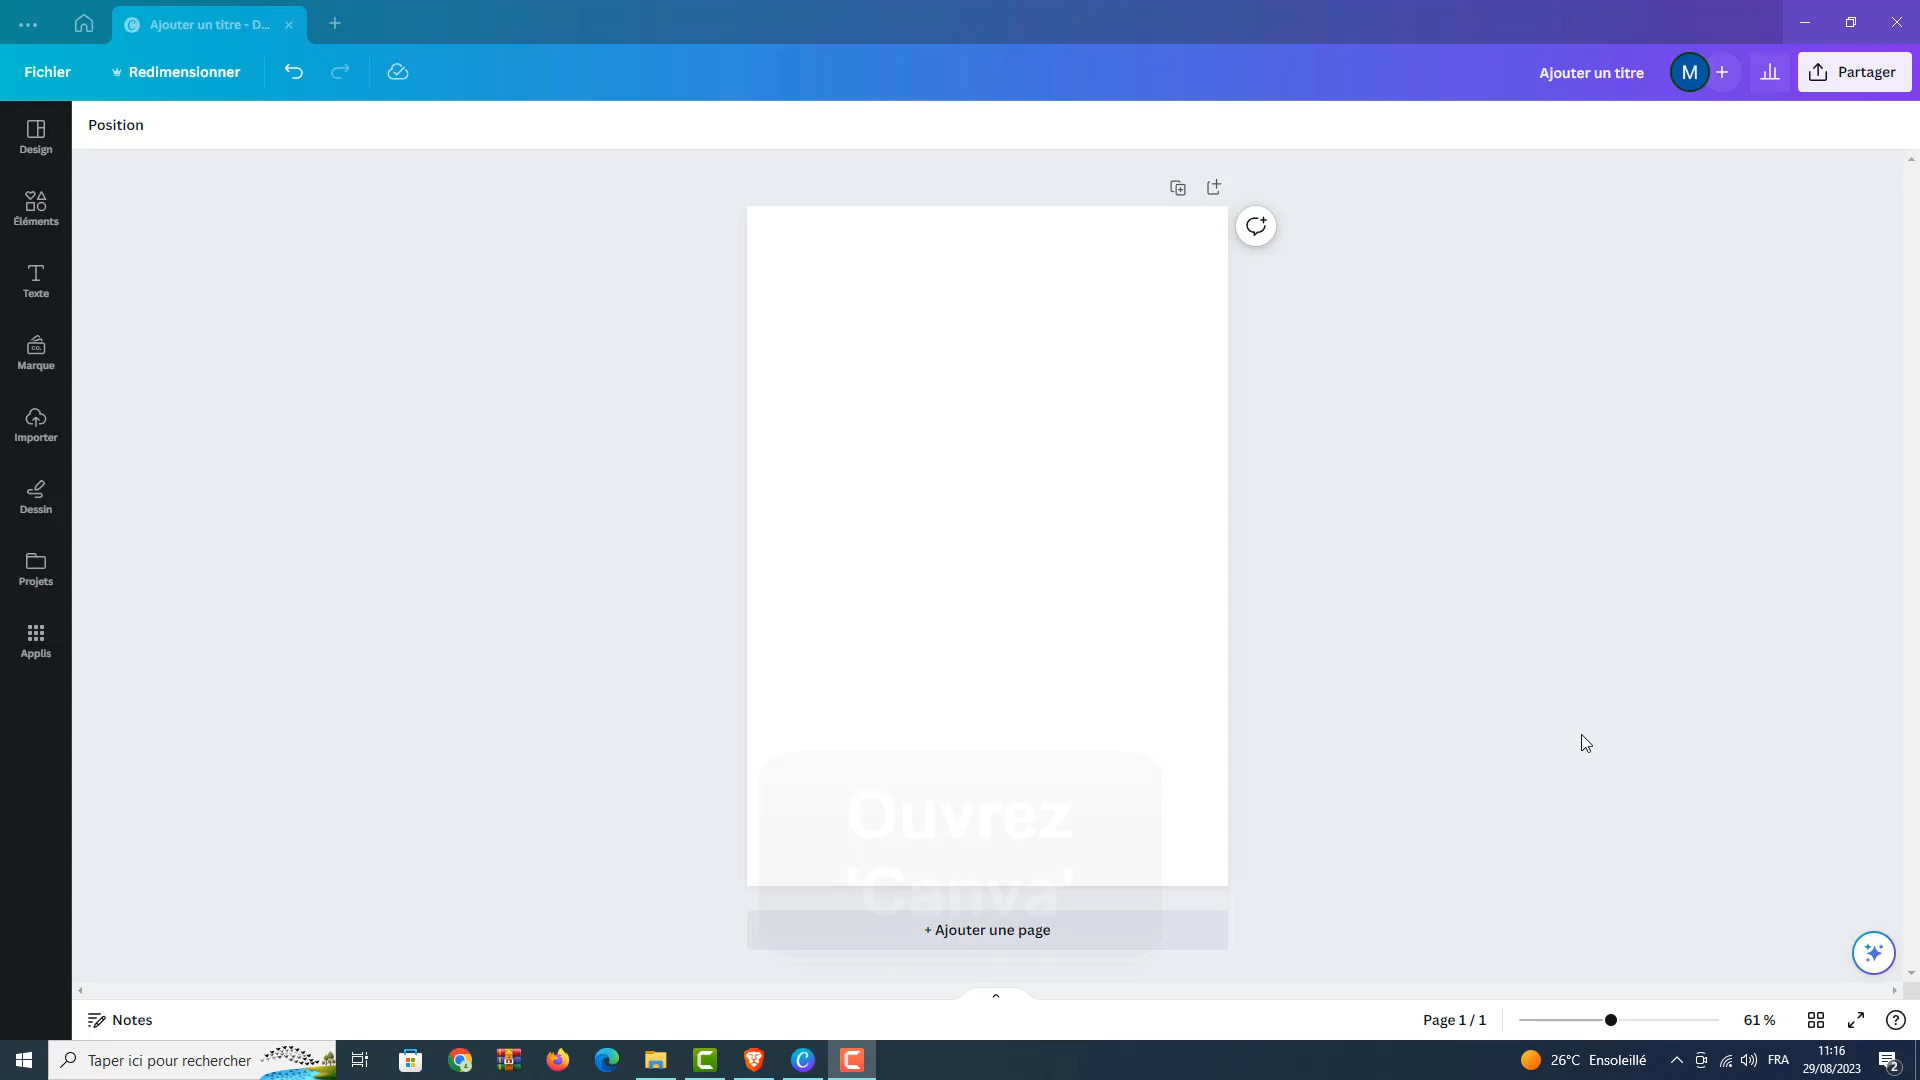 Ajouter un titre - D...
Fichier
Redimensionner
Ajouter un titre
M
Partager
Position
Design
Éléments
Texte
CO.
Marque
Importer
Dessin
Projets
Applis
Ouvrez
'Canva'
+ Ajouter une page
Notes
Page 1 / 1
61 %
Taper ici pour rechercher
26°C Ensoleillé
FRA
11:16
29/08/2023
2